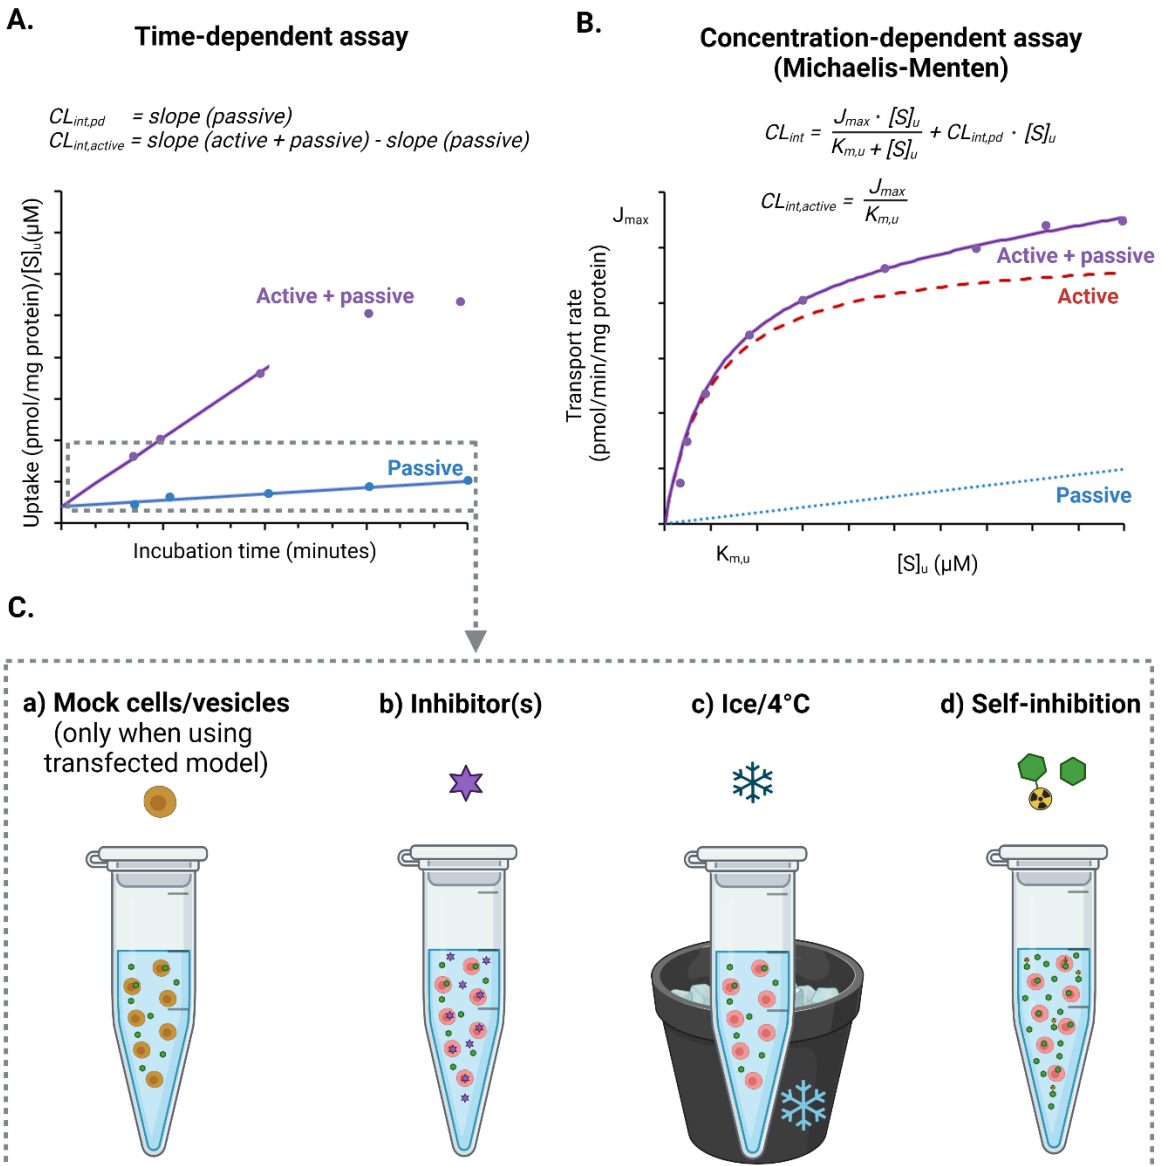 A.
Time-dependent assay
CLint,pd = slope (passive)
CLint,active = slope (active + passive) - slope (passive)
Uptake (pmol/mg protein)/[S]u(µM)
Active + passive
Passive
Incubation time (minutes)
B.
Concentration-dependent assay
(Michaelis-Menten)
CLint = Jmax · [S]u / Km,u + [S]u + CLint,pd · [S]u
CLint,active = Jmax / Km,u
Jmax
Transport rate
(pmol/min/mg protein)
Active + passive
Active
Passive
Km,u
[S]u (µM)
C.
a) Mock cells/vesicles
(only when using
transfected model)
b) Inhibitor(s)
c) Ice/4°C
d) Self-inhibition